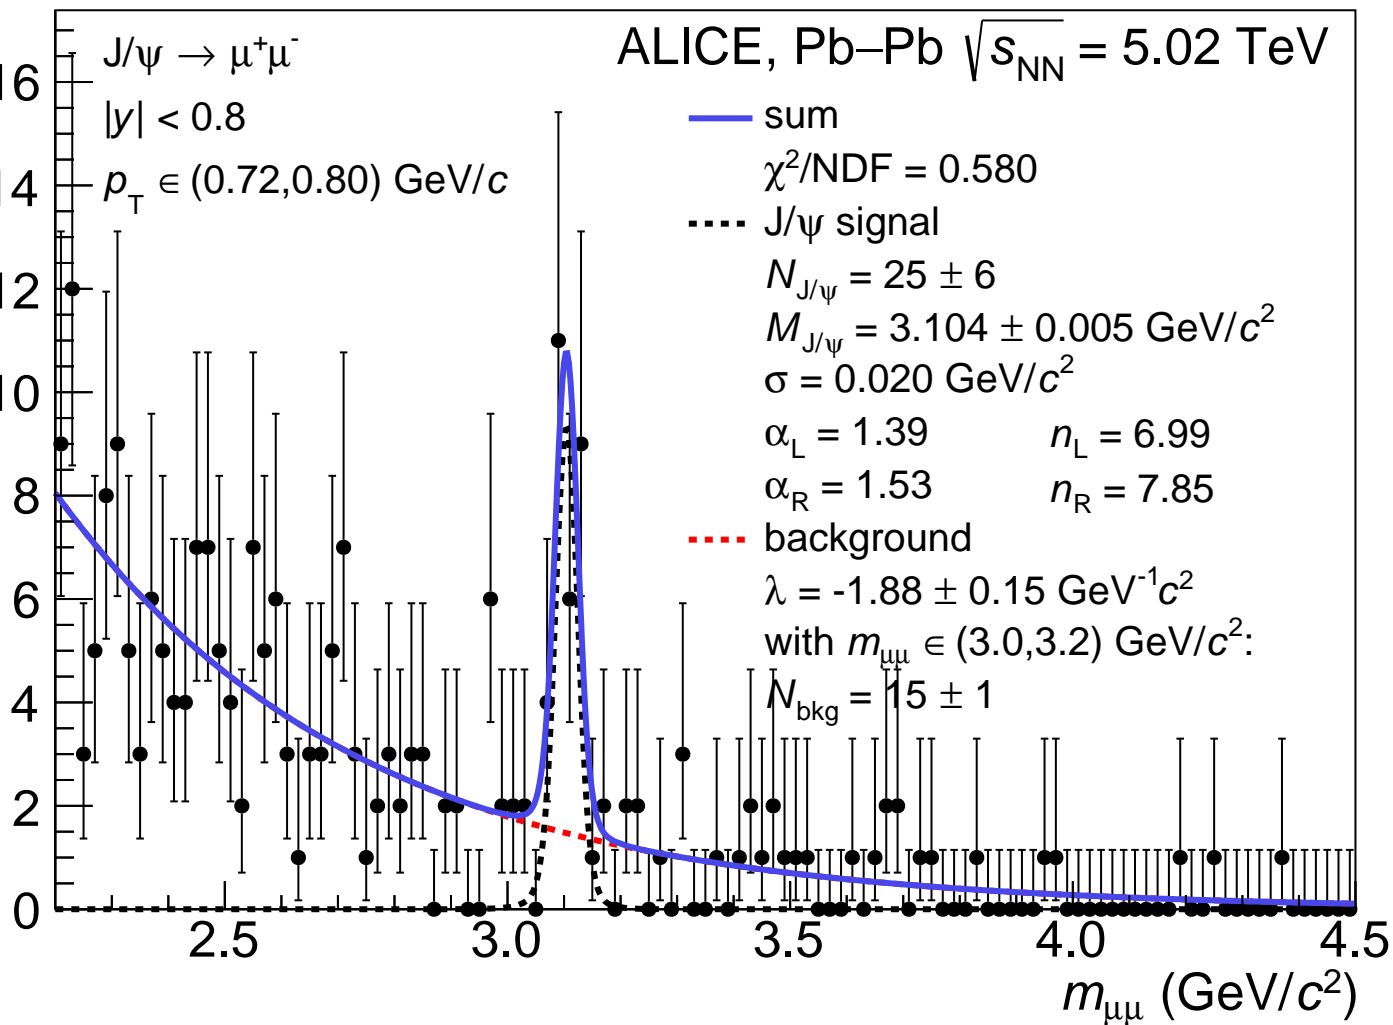 ALICE, Pb–Pb √s_NN = 5.02 TeV
J/ψ → μ⁺μ⁻
|y| < 0.8
p_T ∈ (0.72,0.80) GeV/c
sum
χ²/NDF = 0.580
J/ψ signal
N_J/ψ = 25 ± 6
M_J/ψ = 3.104 ± 0.005 GeV/c²
σ = 0.020 GeV/c²
α_L = 1.39 n_L = 6.99
α_R = 1.53 n_R = 7.85
background
λ = -1.88 ± 0.15 GeV⁻¹c²
with m_μμ ∈ (3.0,3.2) GeV/c²:
N_bkg = 15 ± 1
16
14
12
10
8
6
4
2
0
2.5 3.0 3.5 4.0 4.5
m_μμ (GeV/c²)